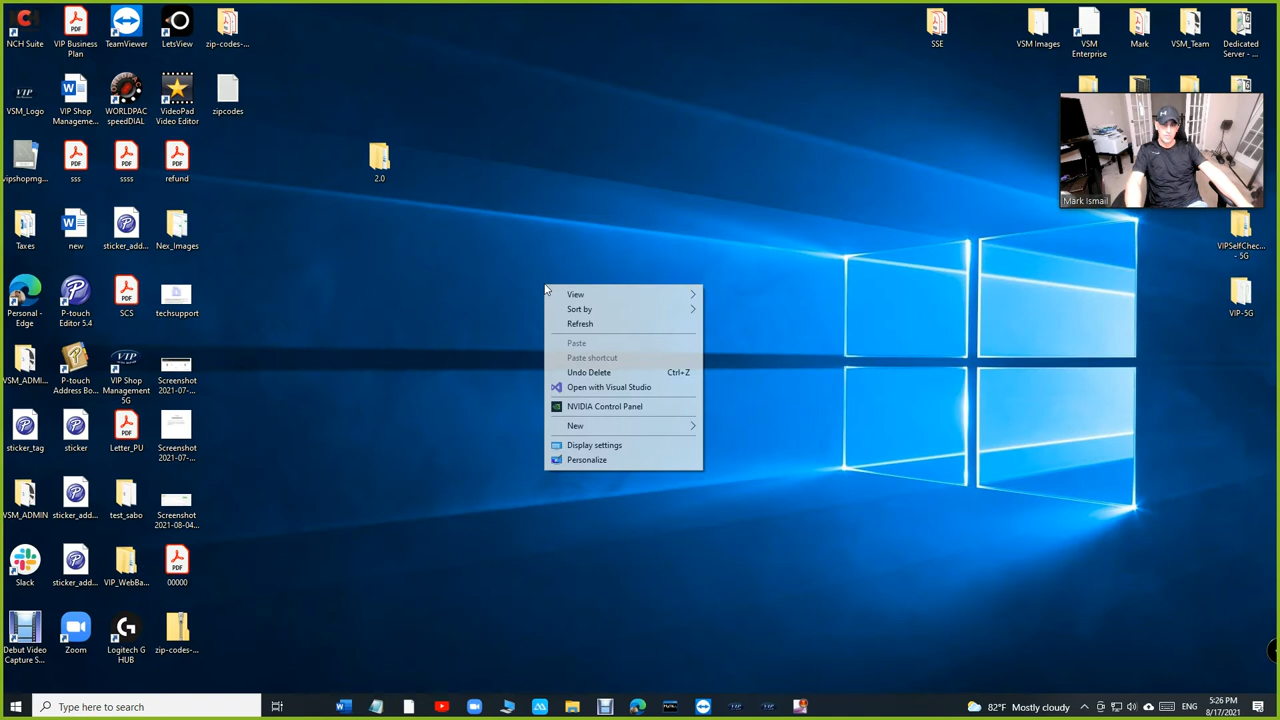 NCH Suite
VIP Business
Plan
TeamViewer
LetsView
zip-codes-...
SSE
VSM Images
VSM
Enterprise
Mark
VSM_Team
Dedicated
Server - ...
VSM_Logo
VIP Shop
Manageme...
WORLDPAC
speedDIAL
VideoPad
Video Editor
zipcodes
vipshopmg...
sss
ssss
refund
2.0
Mark Ismail
Taxes
new
sticker_add...
Nex_Images
VIPSelfChec...
- 5G
Personal -
Edge
P-touch
Editor 5.4
SCS
techsupport
VIP-5G
VSM_ADMI...
P-touch
Address Bo...
VIP Shop
Management
5G
Screenshot
2021-07-...
View
Sort by
Refresh
Paste
Paste shortcut
Undo Delete Ctrl+Z
Open with Visual Studio
NVIDIA Control Panel
New
Display settings
Personalize
sticker_tag
sticker
Letter_PU
Screenshot
2021-07-...
VSM_ADMIN
sticker_add...
test_sabo
Screenshot
2021-08-04...
Slack
sticker_add...
VIP_WebBa...
00000
Debut Video
Capture S...
Zoom
Logitech G
HUB
zip-codes-...
Type here to search
82°F Mostly cloudy
5:26 PM
8/17/2021